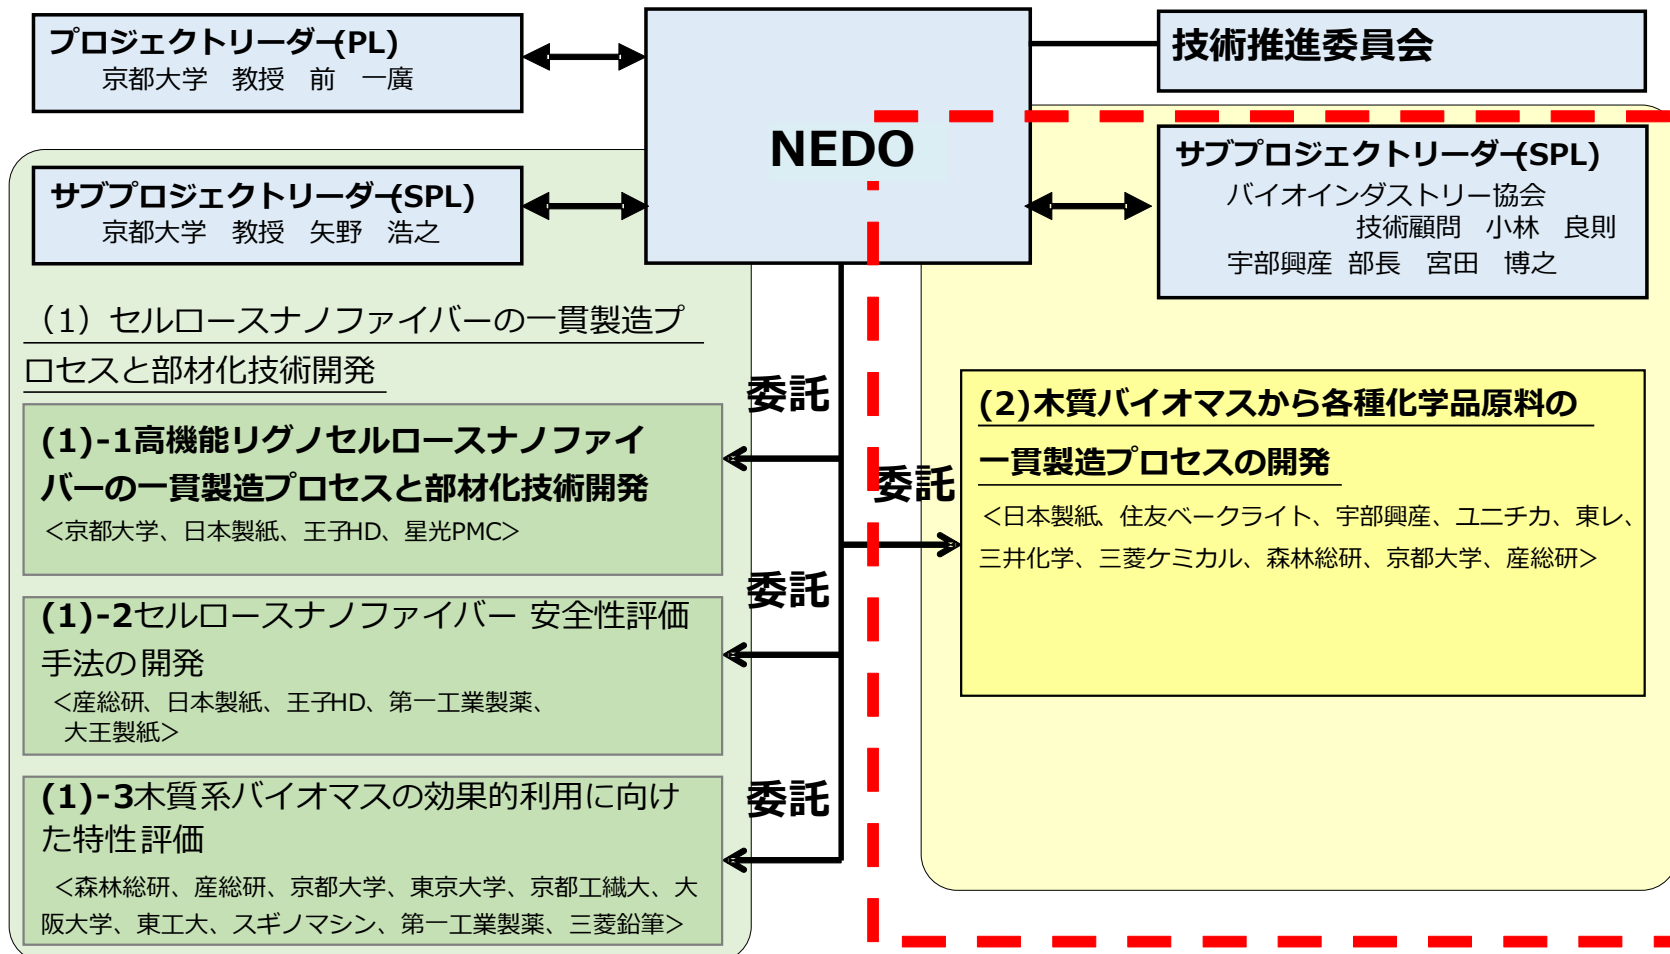 プロジェクトリーダー(PL)
京都大学　教授　前　一廣
NEDO
技術推進委員会
サブプロジェクトリーダー(SPL)
京都大学　教授　矢野　浩之
サブプロジェクトリーダー(SPL)
バイオインダストリー協会
技術顧問　小林　良則
宇部興産 部長　宮田　博之
（1）セルロースナノファイバーの一貫製造プ
ロセスと部材化技術開発
委託
(1)-1高機能リグノセルロースナノファイ
バーの一貫製造プロセスと部材化技術開発
＜京都大学、日本製紙、王子HD、星光PMC＞
委託
(1)-2セルロースナノファイバー 安全性評価
手法の開発
＜産総研、日本製紙、王子HD、第一工業製薬、
大王製紙＞
委託
(1)-3木質系バイオマスの効果的利用に向け
た特性評価
＜森林総研、産総研、京都大学、東京大学、京都工繊大、大
阪大学、東工大、スギノマシン、第一工業製薬、三菱鉛筆＞
委託
(2)木質バイオマスから各種化学品原料の
一貫製造プロセスの開発
＜日本製紙、住友ベークライト、宇部興産、ユニチカ、東レ、
三井化学、三菱ケミカル、森林総研、京都大学、産総研＞